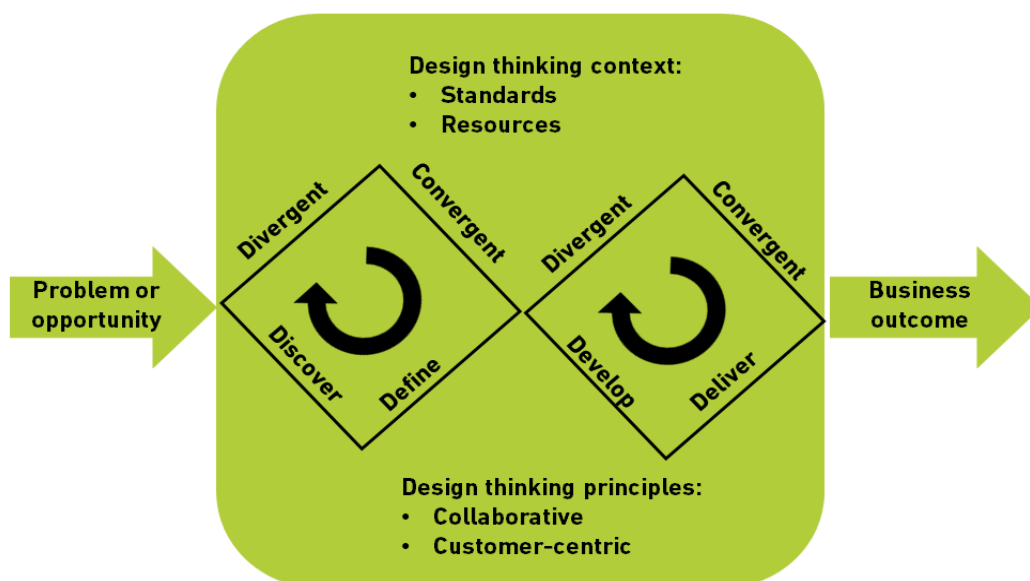 Design thinking context:
• Standards
• Resources
Divergent
Convergent
Divergent
Convergent
Problem or
opportunity
Business
outcome
Discover
Define
Develop
Deliver
Design thinking principles:
• Collaborative
• Customer-centric